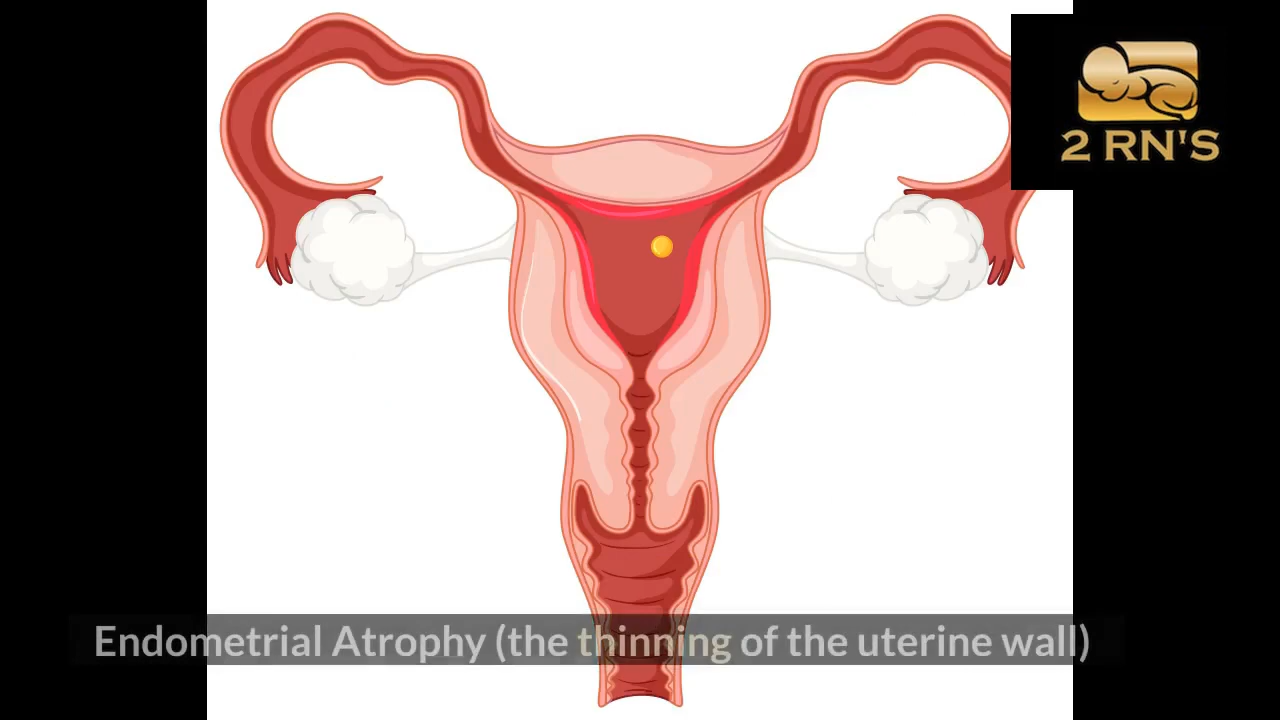 2 RN'S
Endometrial Atrophy (the thinning of the uterine wall)